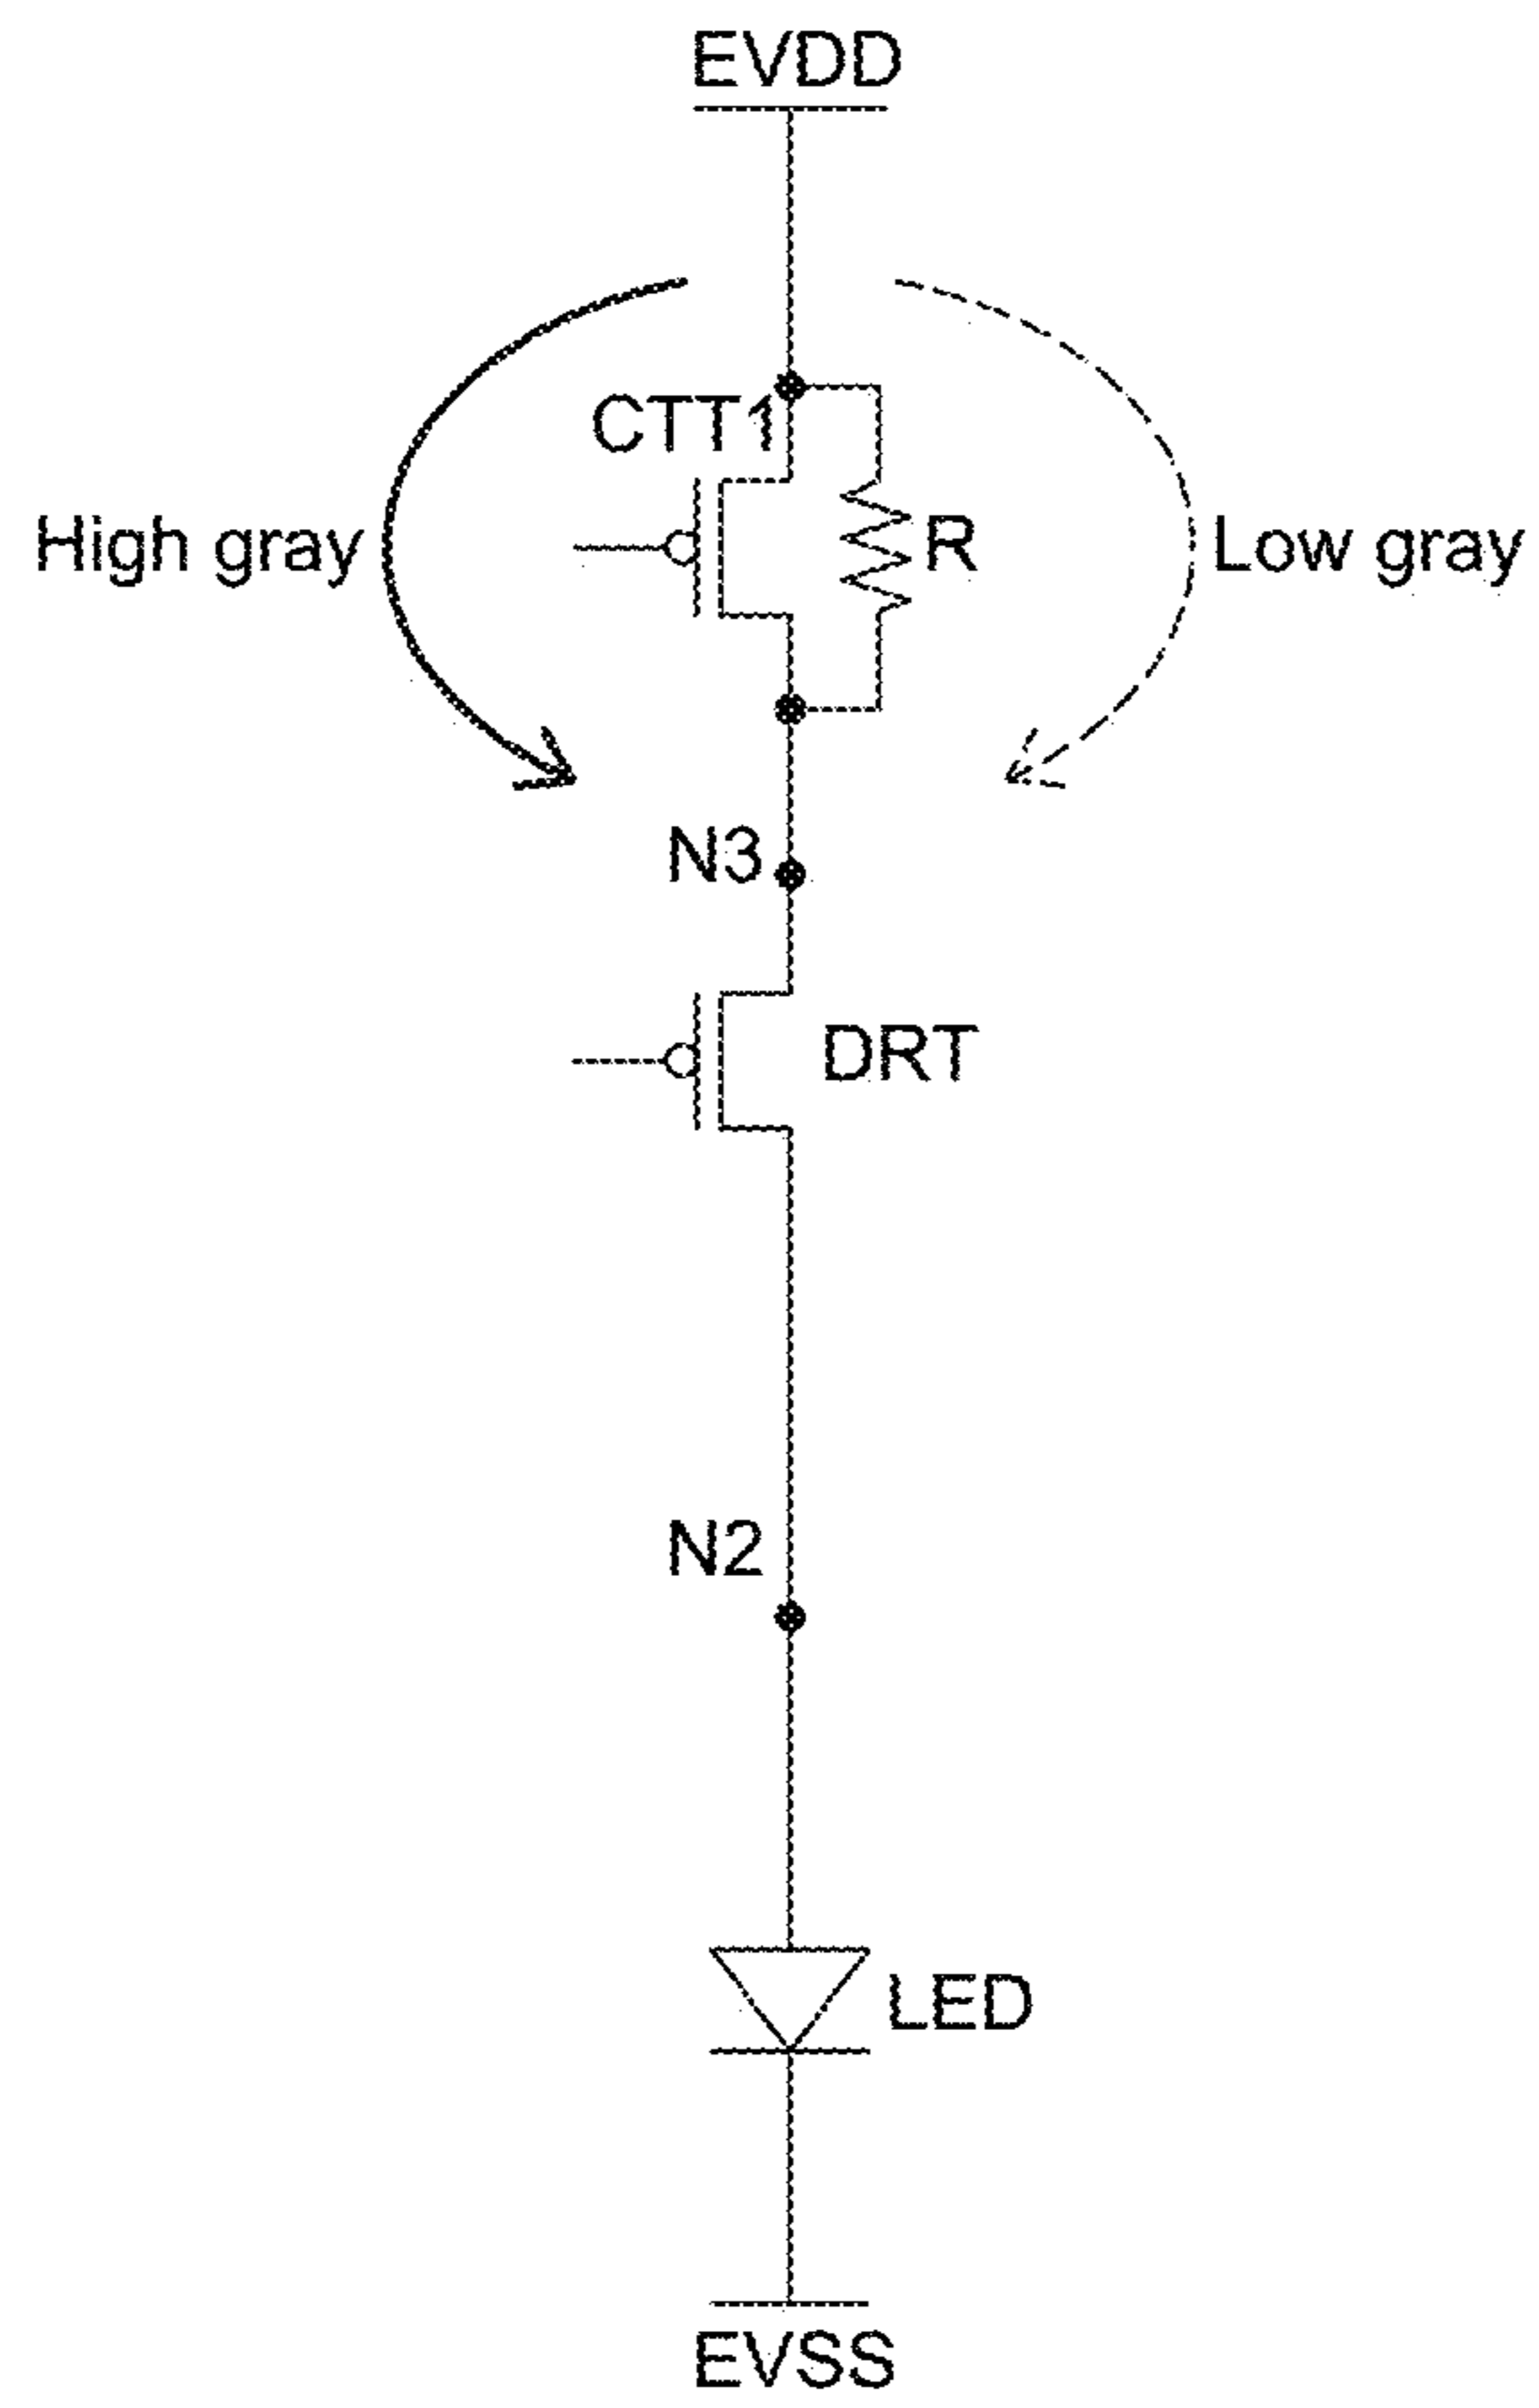 EVDD
CTT1
High gray
R
Low gray
N3
DRT
N2
LED
EVSS